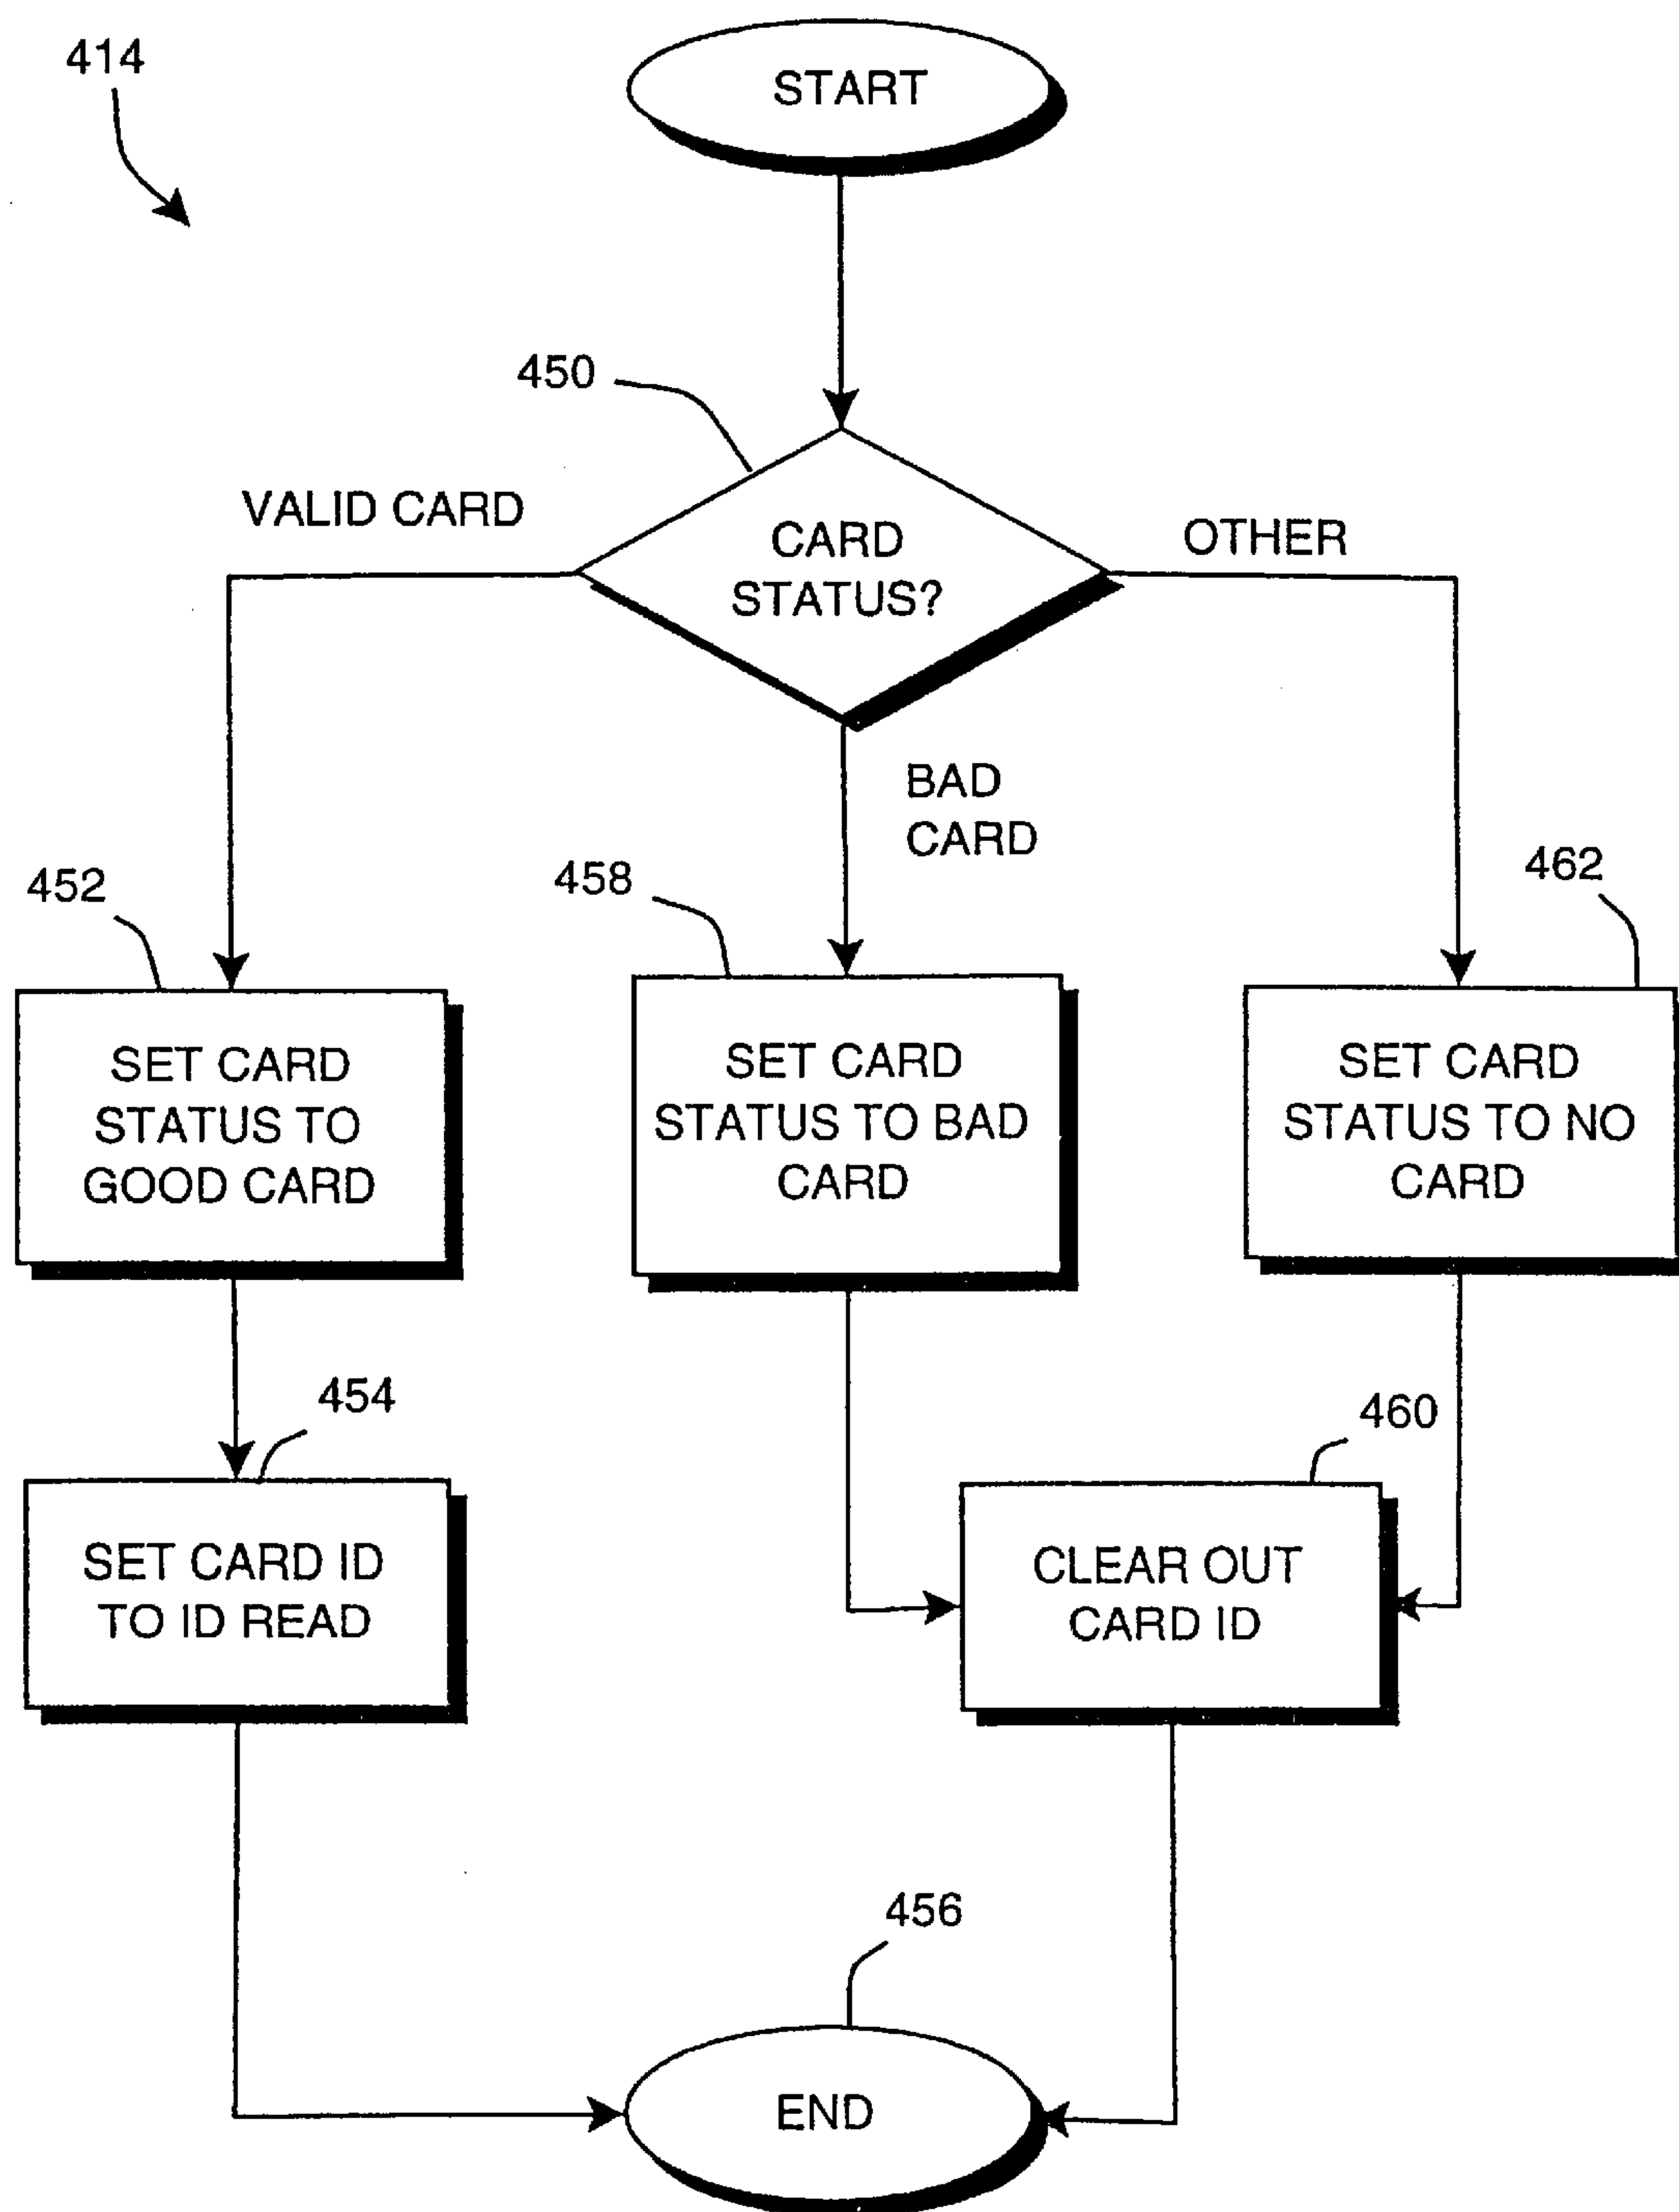 414
START
450
VALID CARD
CARD
STATUS?
OTHER
BAD
CARD
452
458
462
SET CARD
STATUS TO
GOOD CARD
SET CARD
STATUS TO BAD
CARD
SET CARD
STATUS TO NO
CARD
454
460
SET CARD ID
TO ID READ
CLEAR OUT
CARD ID
456
END